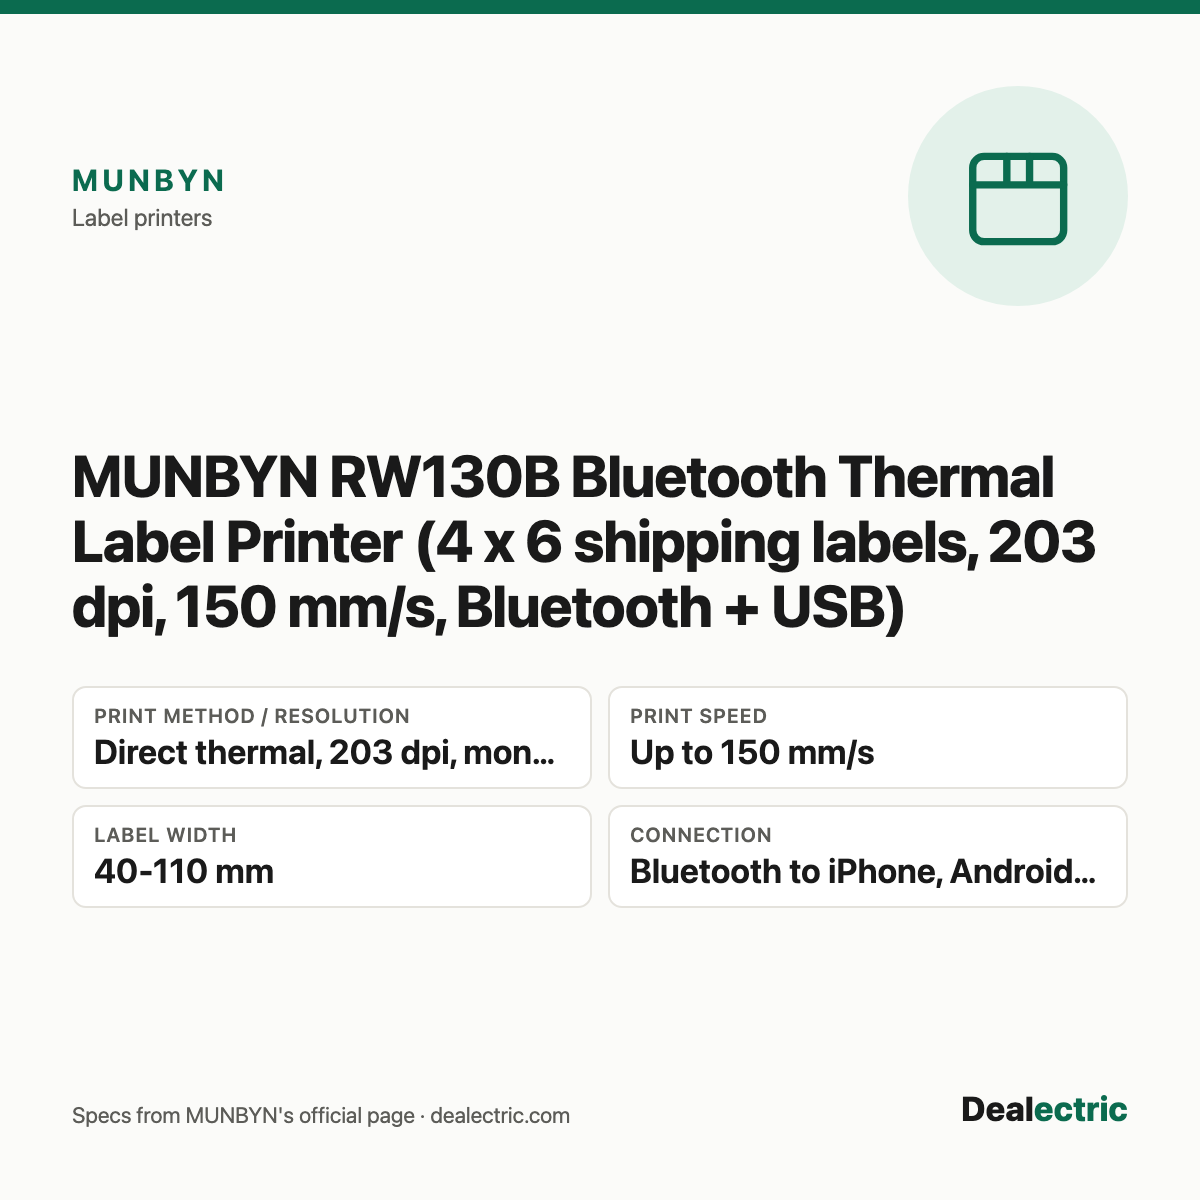 MUNBYN
Label printers
MUNBYN RW130B Bluetooth Thermal
Label Printer (4 x 6 shipping labels, 203
dpi, 150 mm/s, Bluetooth + USB)
PRINT METHOD / RESOLUTION
Direct thermal, 203 dpi, mon...
PRINT SPEED
Up to 150 mm/s
LABEL WIDTH
40-110 mm
CONNECTION
Bluetooth to iPhone, Android...
Specs from MUNBYN's official page · dealectric.com
Dealectric